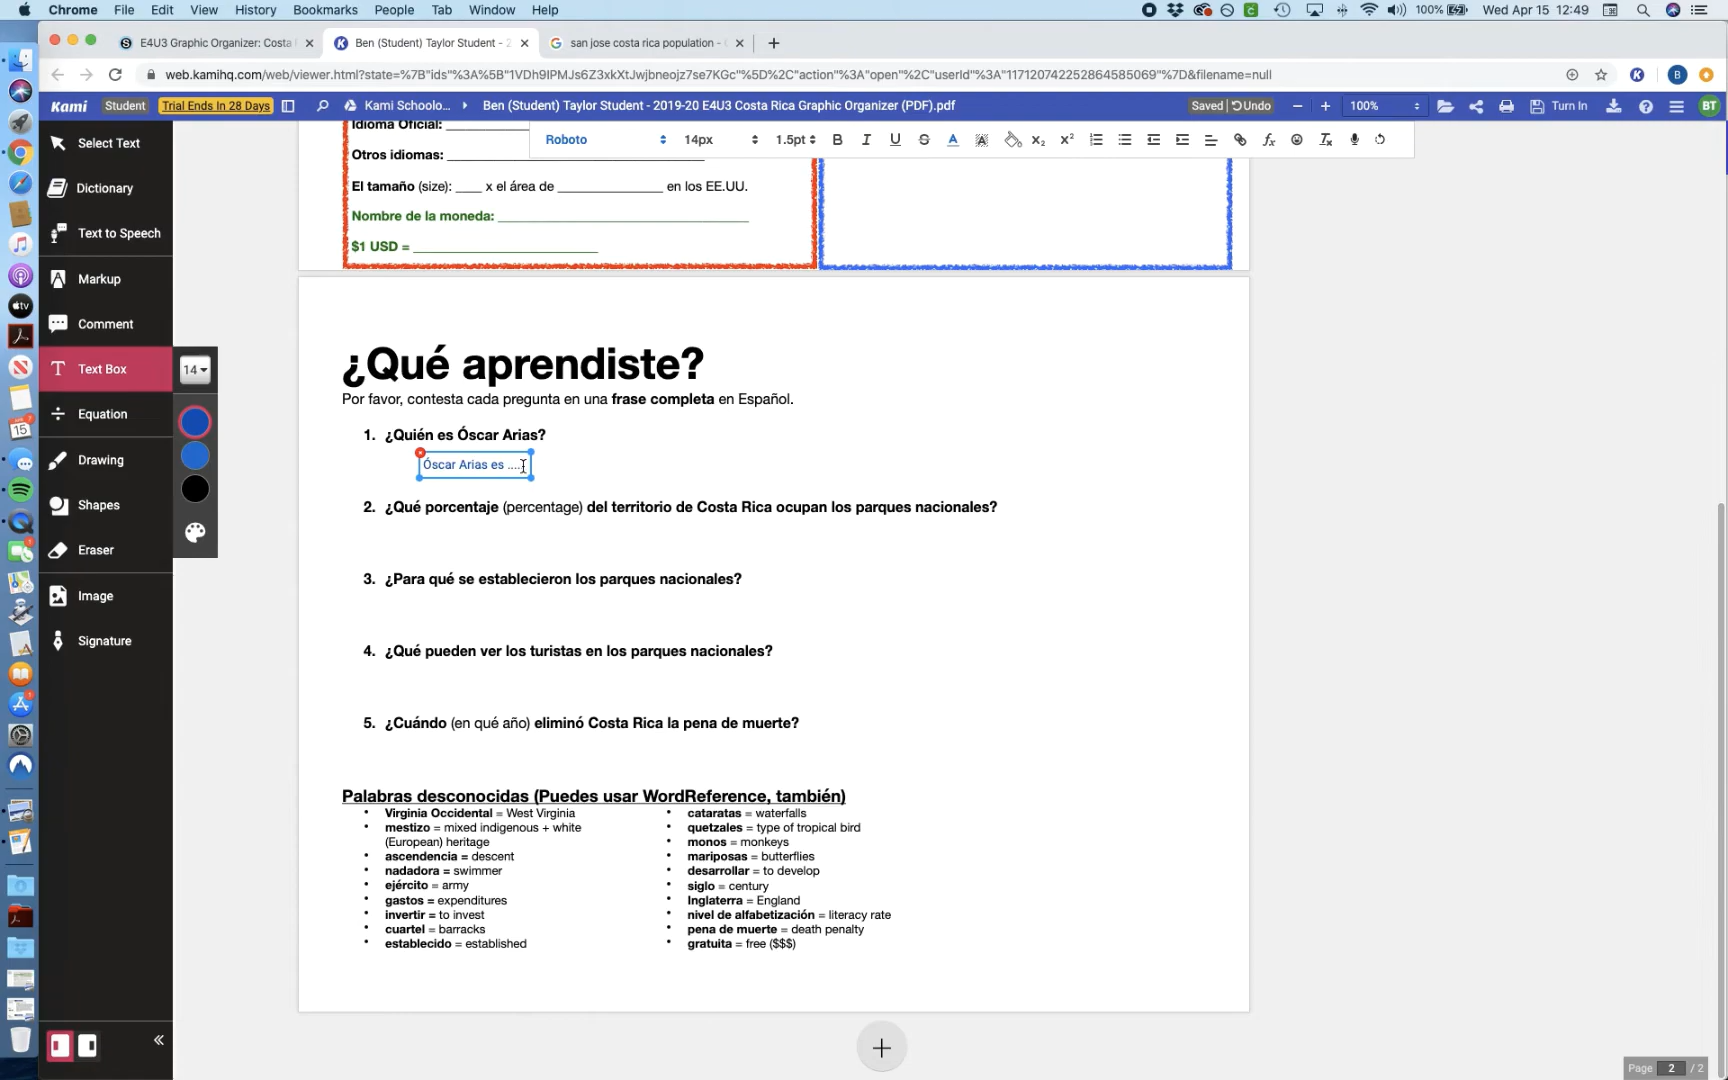 Chrome File Edit View History Bookmarks People Tab Window Help 100% Wed Apr 15 12:49
E4U3 Graphic Organizer: Costa
Ben (Student) Taylor Student - 2
san jose costa rica population -
web.kamihq.com/web/viewer.html?state=%7B"ids"%3A%5B"1VDh9IPMJs6Z3xkXtJwjbneojz7se7KGc"%5D%2C"action"%3A"open"%2C"userId"%3A"117120742252864585069"%7D&filename=null
Kami Student Trial Ends In 28 Days Kami Schoolo... Ben (Student) Taylor Student - 2019-20 E4U3 Costa Rica Graphic Organizer (PDF).pdf Saved Undo 100% Turn In BT
Roboto 14px 1.5pt
Select Text
Dictionary
Text to Speech
Markup
Comment
Text Box
14
Equation
Drawing
Shapes
Eraser
Image
Signature
Idioma Oficial: ____________
Otros idiomas: ____________
El tamaño (size): ____ x el área de ____________ en los EE.UU.
Nombre de la moneda: ____________
$1 USD = ____________
¿Qué aprendiste?
Por favor, contesta cada pregunta en una frase completa en Español.
1. ¿Quién es Óscar Arias?
Óscar Arias es ....
2. ¿Qué porcentaje (percentage) del territorio de Costa Rica ocupan los parques nacionales?
3. ¿Para qué se establecieron los parques nacionales?
4. ¿Qué pueden ver los turistas en los parques nacionales?
5. ¿Cuándo (en qué año) eliminó Costa Rica la pena de muerte?
Palabras desconocidas (Puedes usar WordReference, también)
• Virginia Occidental = West Virginia
• mestizo = mixed indigenous + white
(European) heritage
• ascendencia = descent
• nadadora = swimmer
• ejército = army
• gastos = expenditures
• invertir = to invest
• cuartel = barracks
• establecido = established
• cataratas = waterfalls
• quetzales = type of tropical bird
• monos = monkeys
• mariposas = butterflies
• desarrollar = to develop
• siglo = century
• Inglaterra = England
• nivel de alfabetización = literacy rate
• pena de muerte = death penalty
• gratuita = free ($$$)
Page 2 / 2